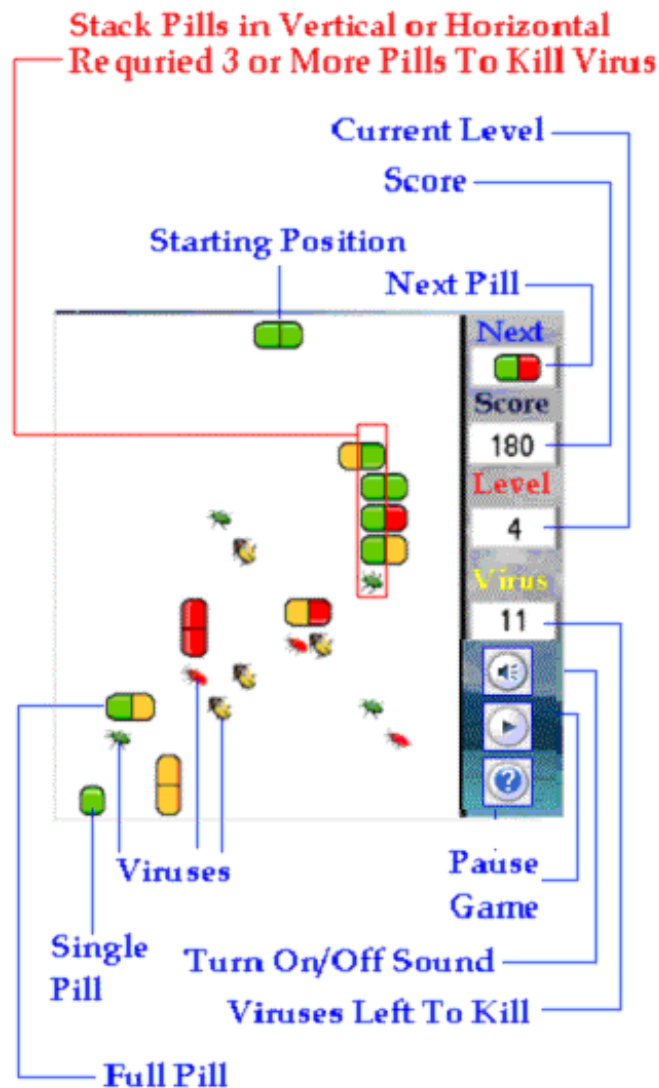 Stack Pills in Vertical or Horizontal
Requried 3 or More Pills To Kill Virus
Current Level
Score
Starting Position
Next Pill
Next
Score
180
Level
4
Virus
11
?
Viruses
Pause
Game
Single
Pill
Turn On/Off Sound
Viruses Left To Kill
Full Pill